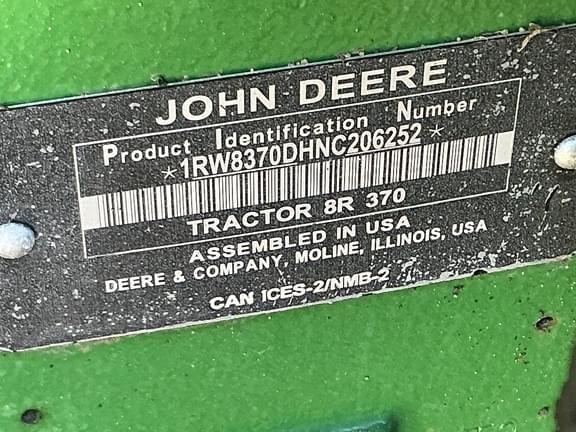 JOHN DEERE
Product Identification Number
*1RW8370DHNC206252*
TRACTOR 8R 370
ASSEMBLED IN USA
DEERE & COMPANY, MOLINE, ILLINOIS, USA
CAN ICES-2/NMB-2